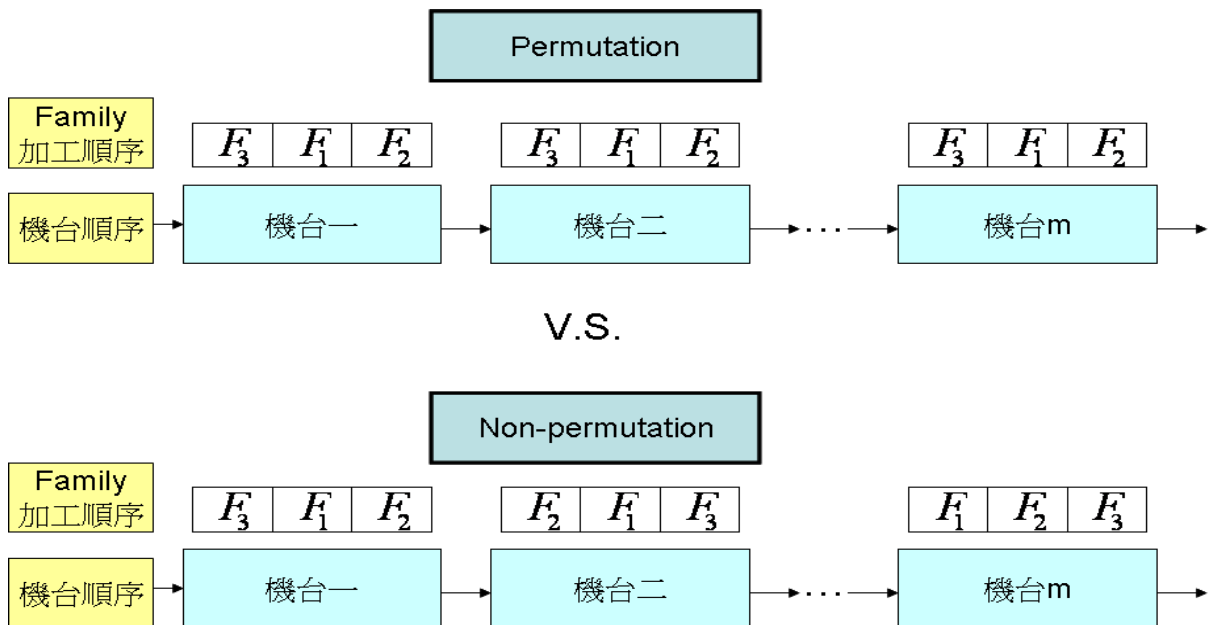 Permutation
Family
加工順序
F₃ F₁ F₂
F₃ F₁ F₂
F₃ F₁ F₂
機台順序
機台一
機台二
...
機台m
V.S.
Non-permutation
Family
加工順序
F₃ F₁ F₂
F₂ F₁ F₃
F₁ F₂ F₃
機台順序
機台一
機台二
...
機台m